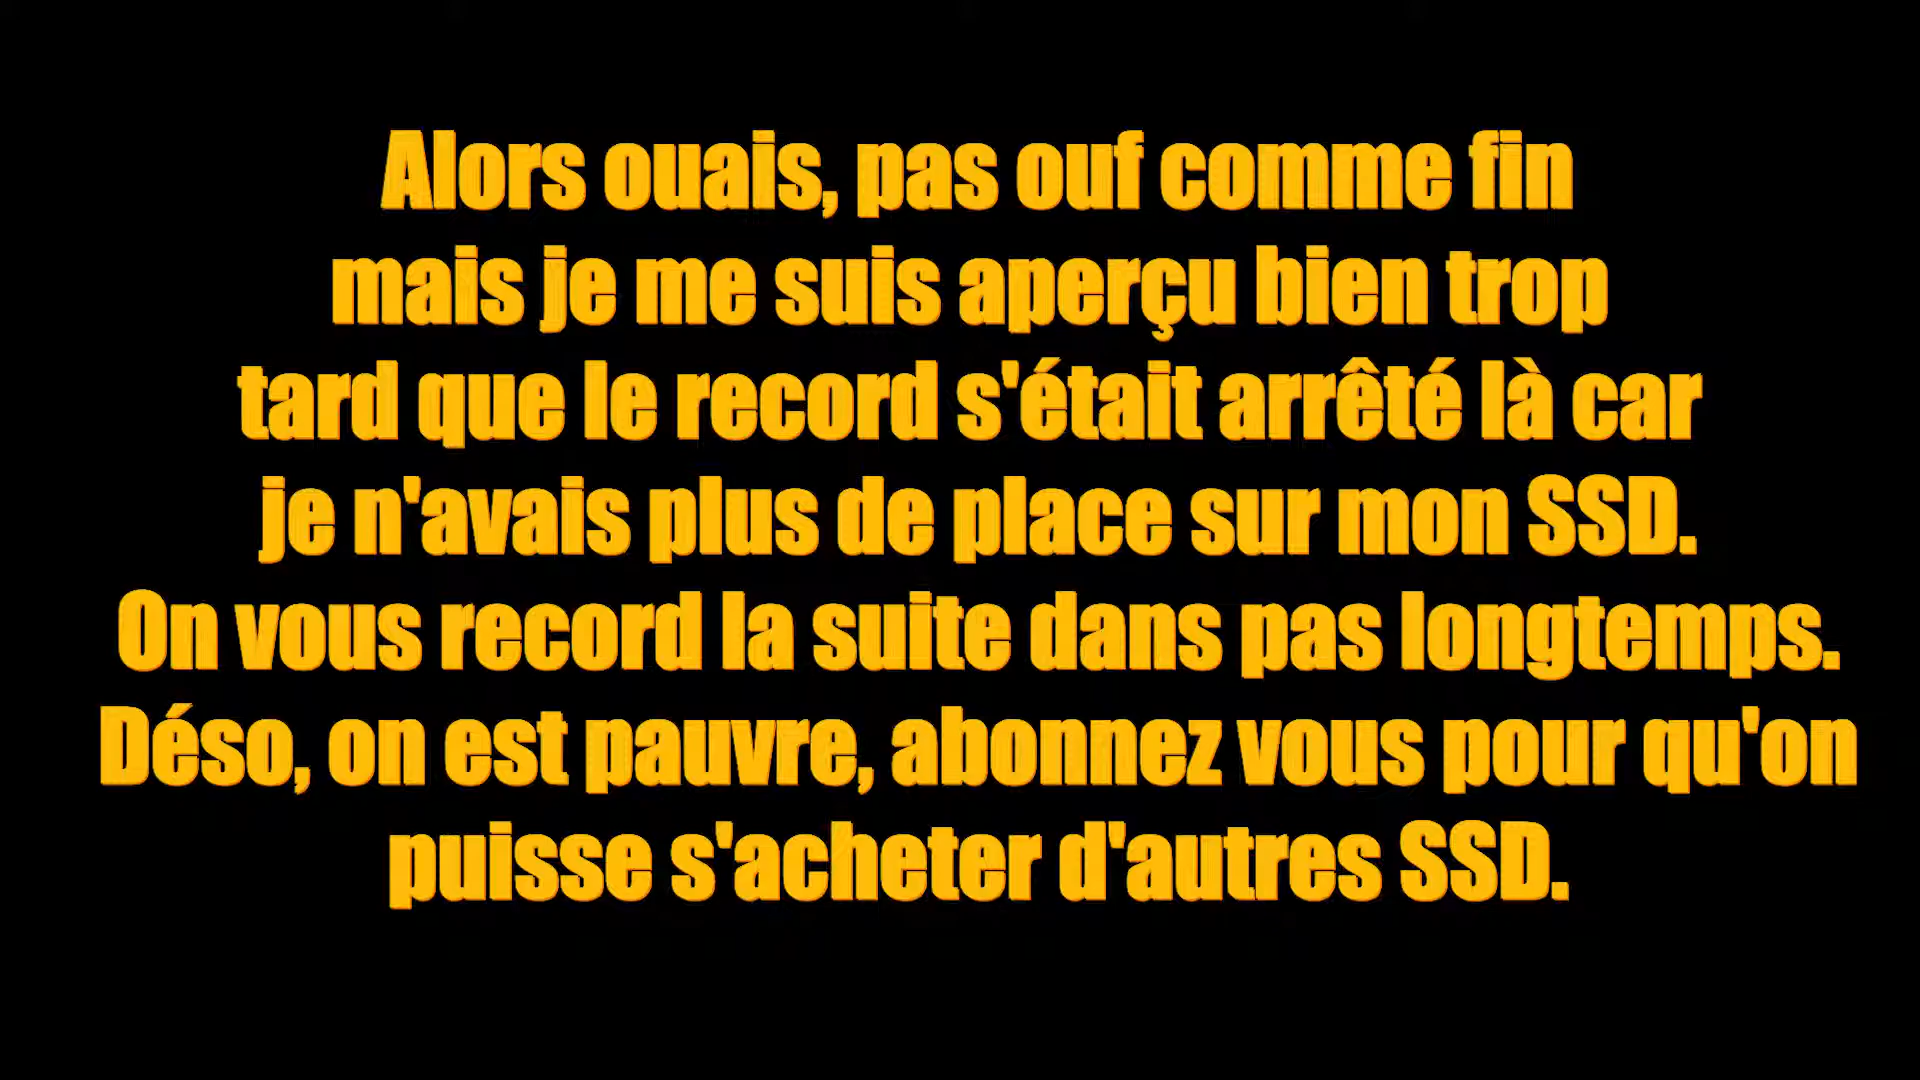 Alors ouais, pas ouf comme fin
mais je me suis aperçu bien trop
tard que le record s'était arrêté là car
je n'avais plus de place sur mon SSD.
On vous record la suite dans pas longtemps.
Déso, on est pauvre, abonnez vous pour qu'on
puisse s'acheter d'autres SSD.